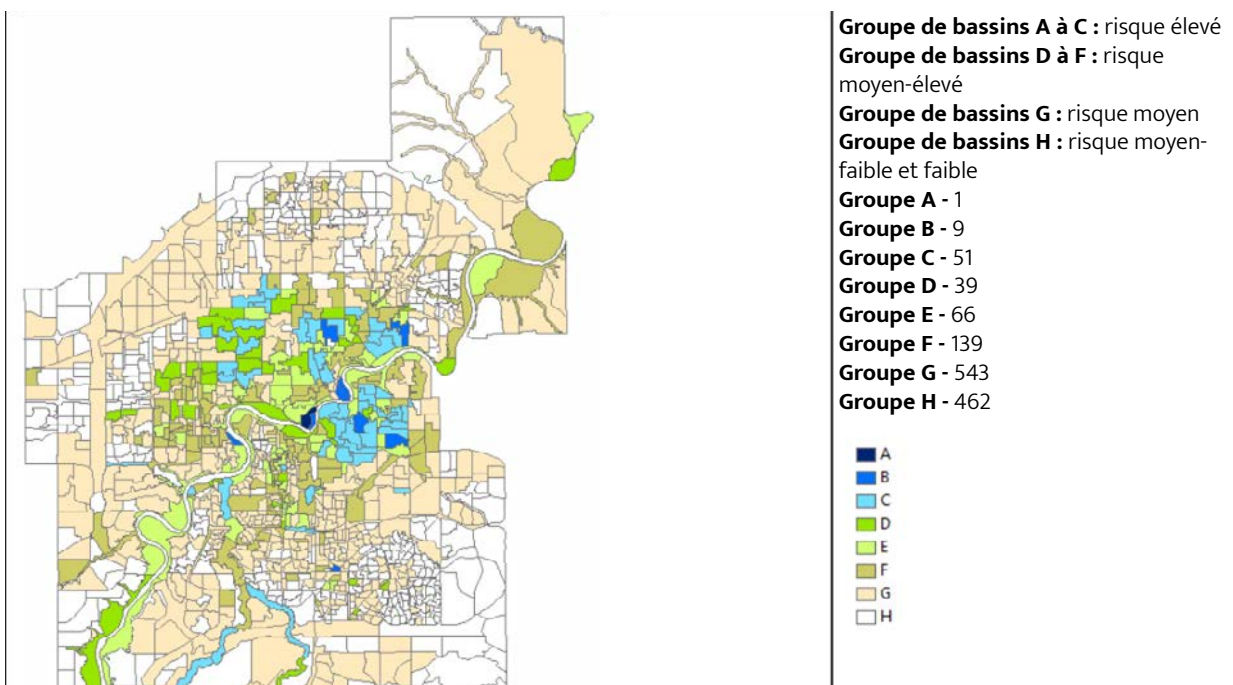 Groupe de bassins A à C : risque élevé
Groupe de bassins D à F : risque
moyen-élevé
Groupe de bassins G : risque moyen
Groupe de bassins H : risque moyen-
faible et faible
Groupe A - 1
Groupe B - 9
Groupe C - 51
Groupe D - 39
Groupe E - 66
Groupe F - 139
Groupe G - 543
Groupe H - 462
A
B
C
D
E
F
G
H